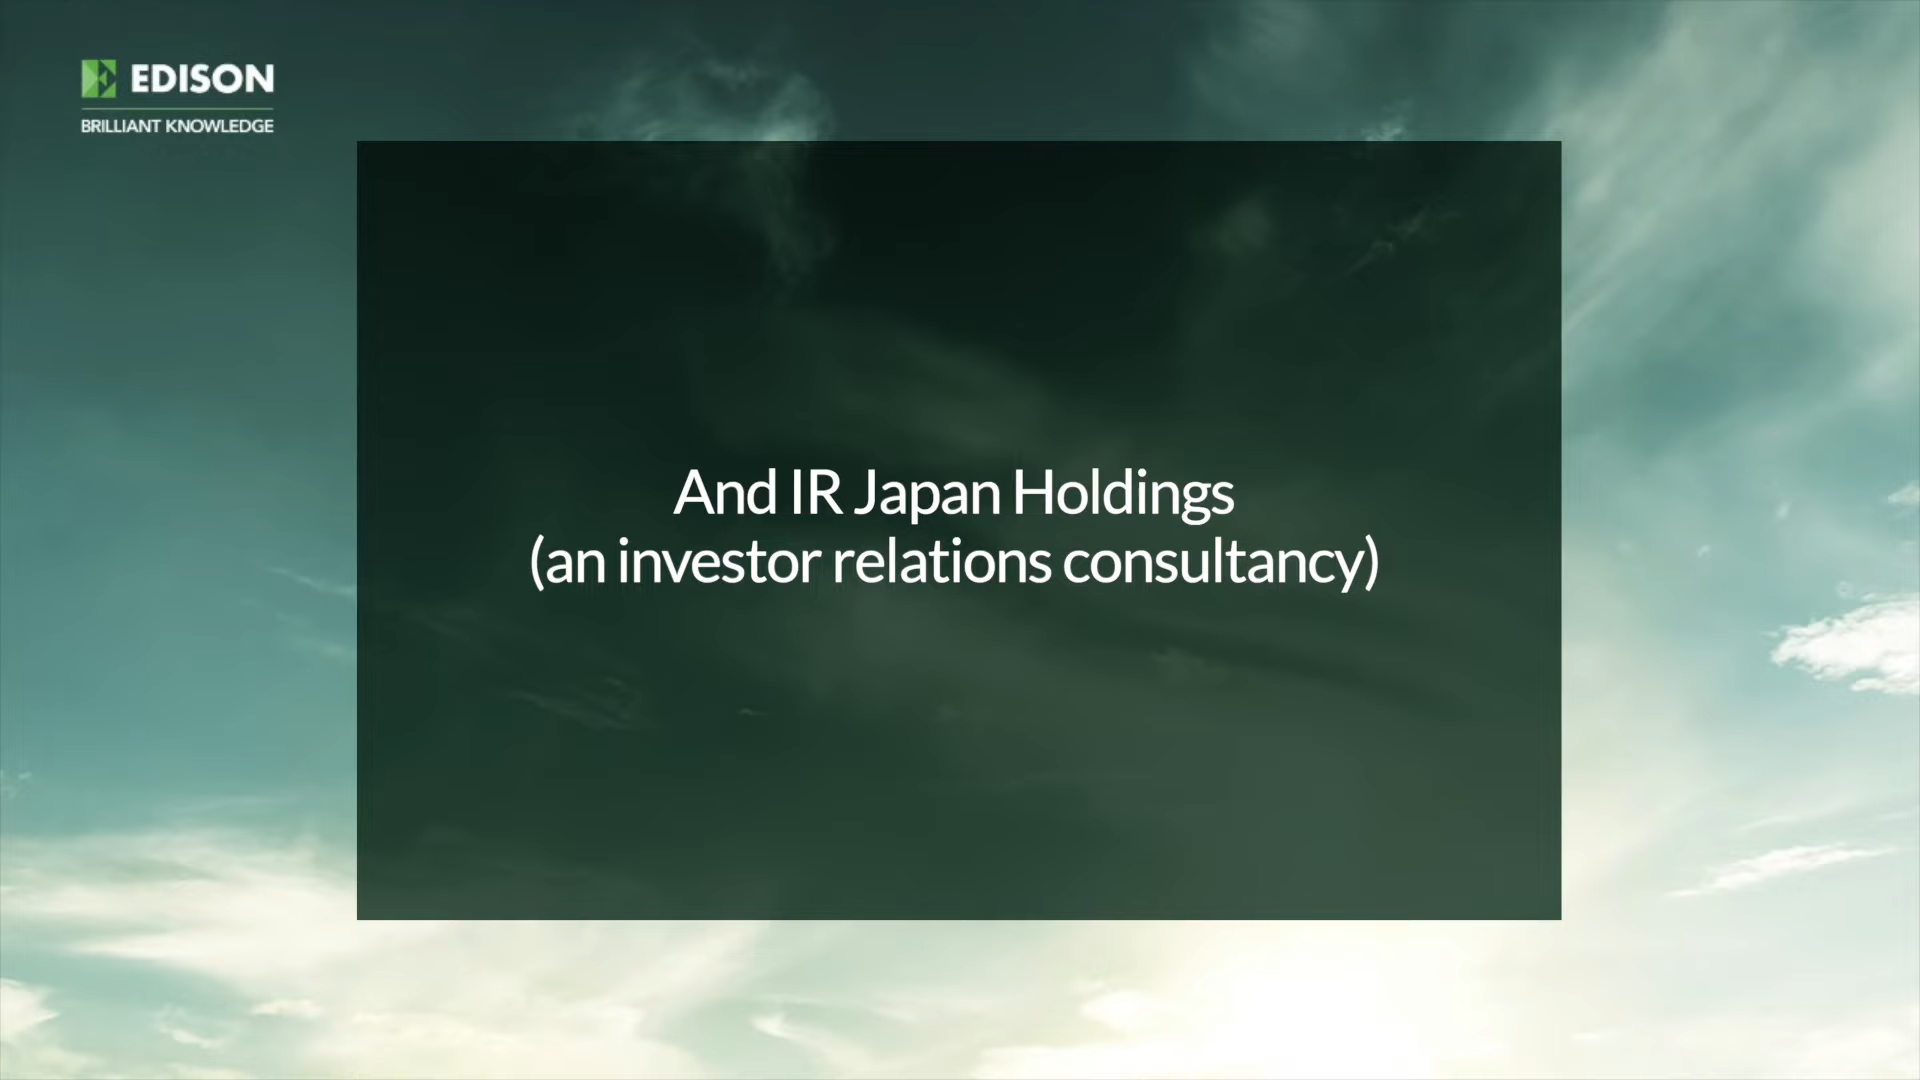 EDISON
BRILLIANT KNOWLEDGE
And IR Japan Holdings
(an investor relations consultancy)